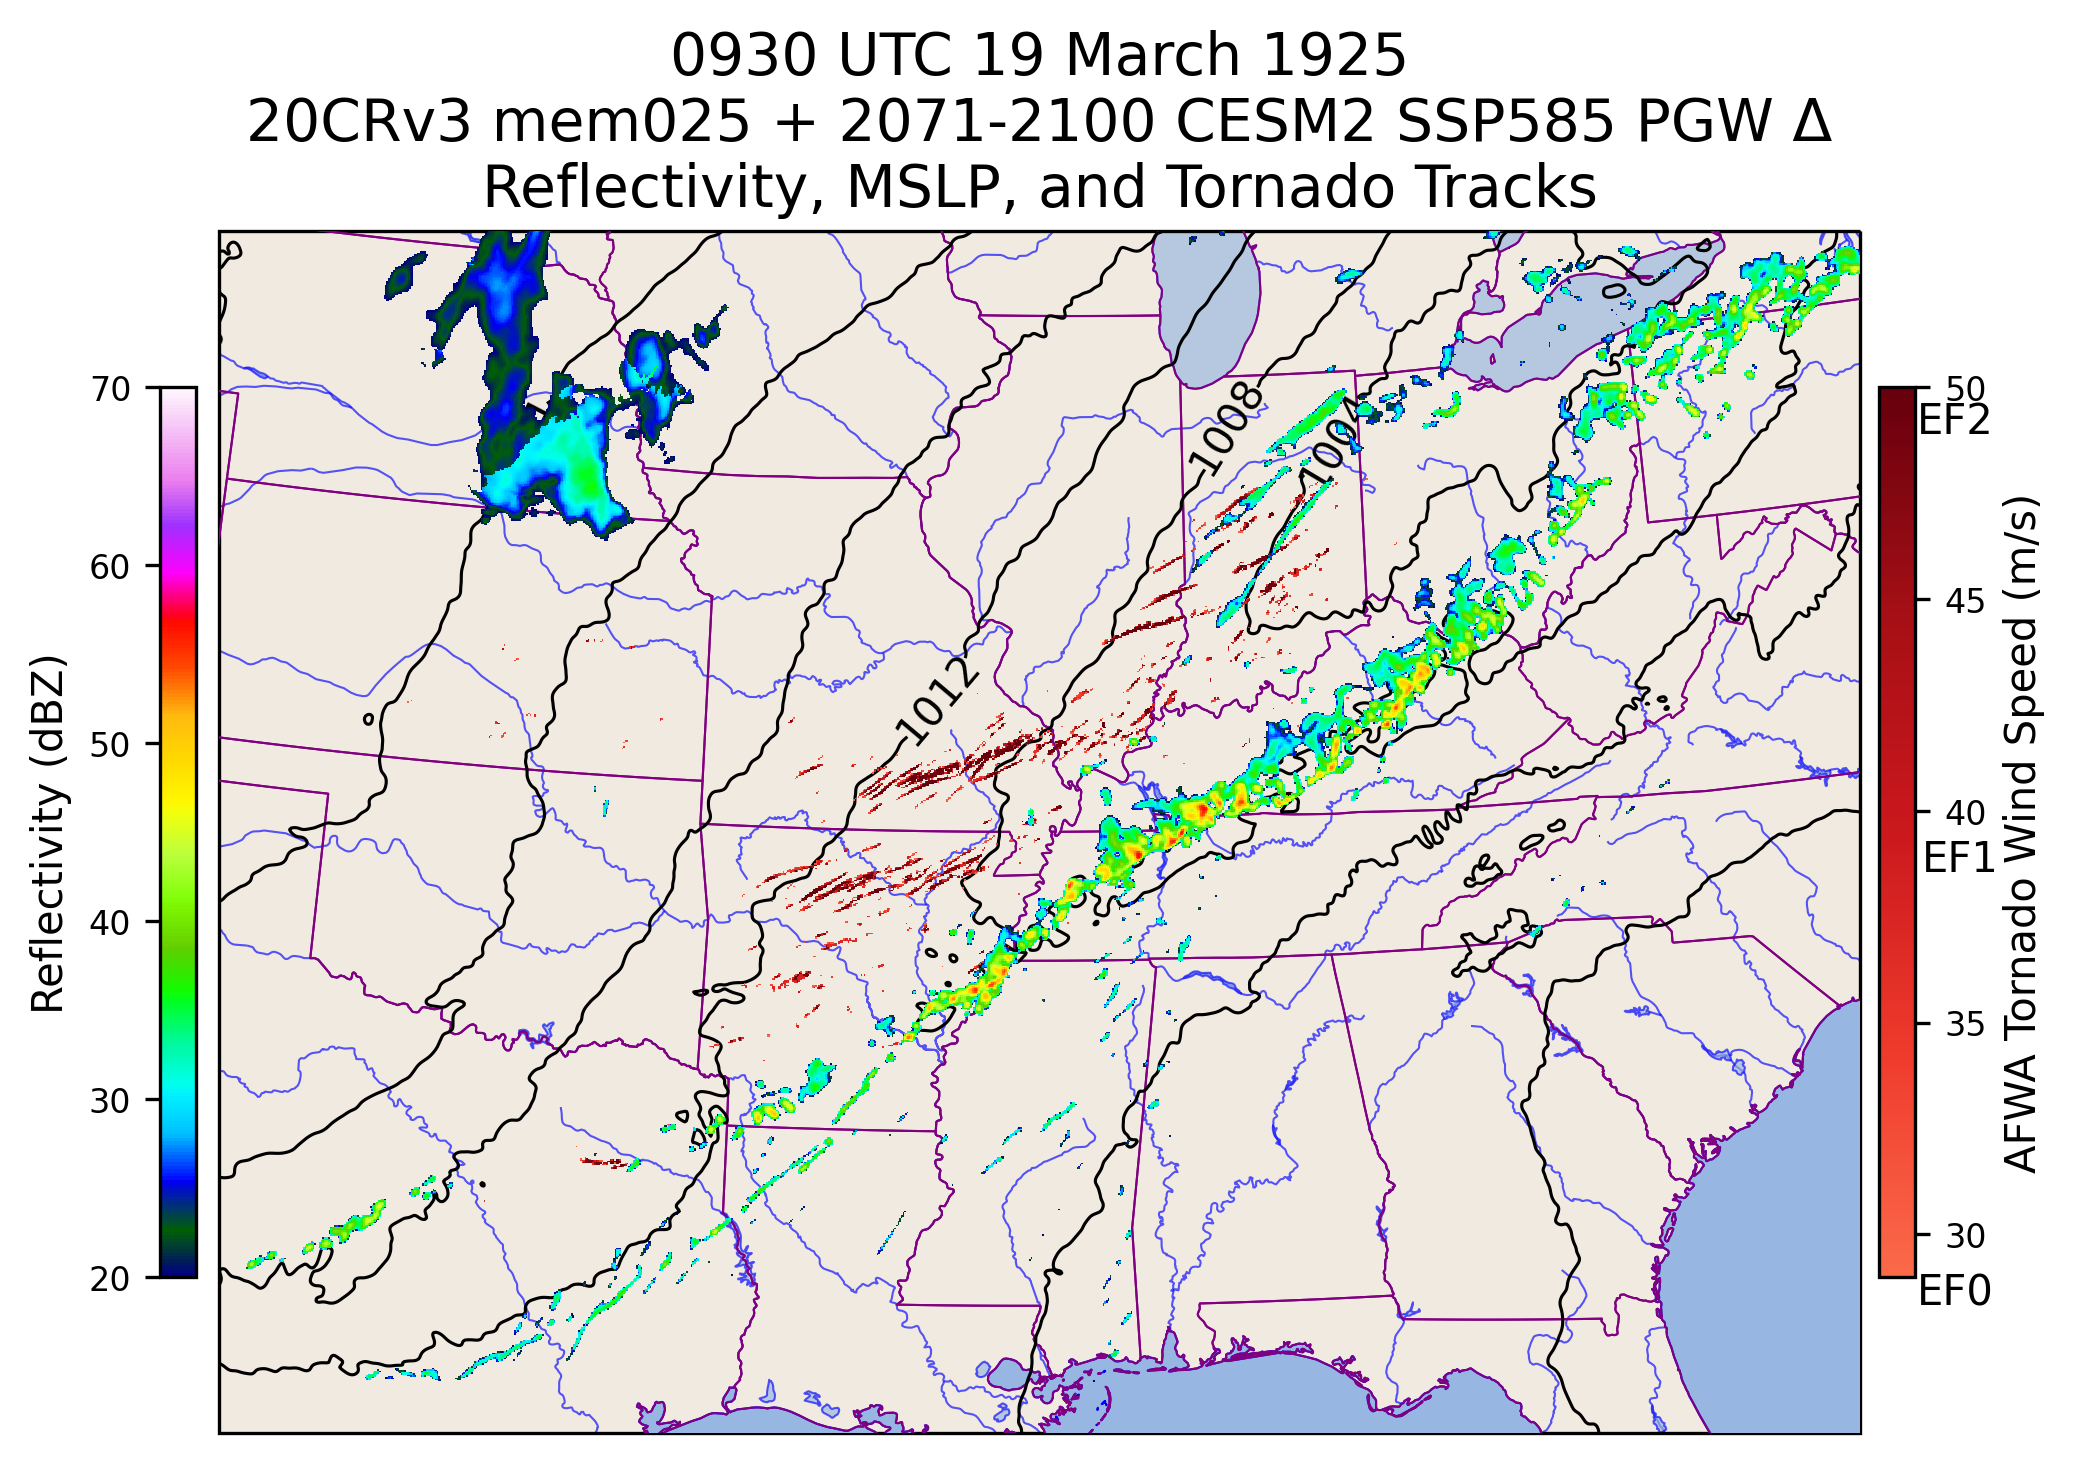 0930 UTC 19 March 1925
20CRv3 mem025 + 2071-2100 CESM2 SSP585 PGW Δ
Reflectivity, MSLP, and Tornado Tracks
Reflectivity (dBZ)
70
60
50
40
30
20
1008
1004
1012
50
EF2
45
40
EF1
35
30
EF0
AFWA Tornado Wind Speed (m/s)